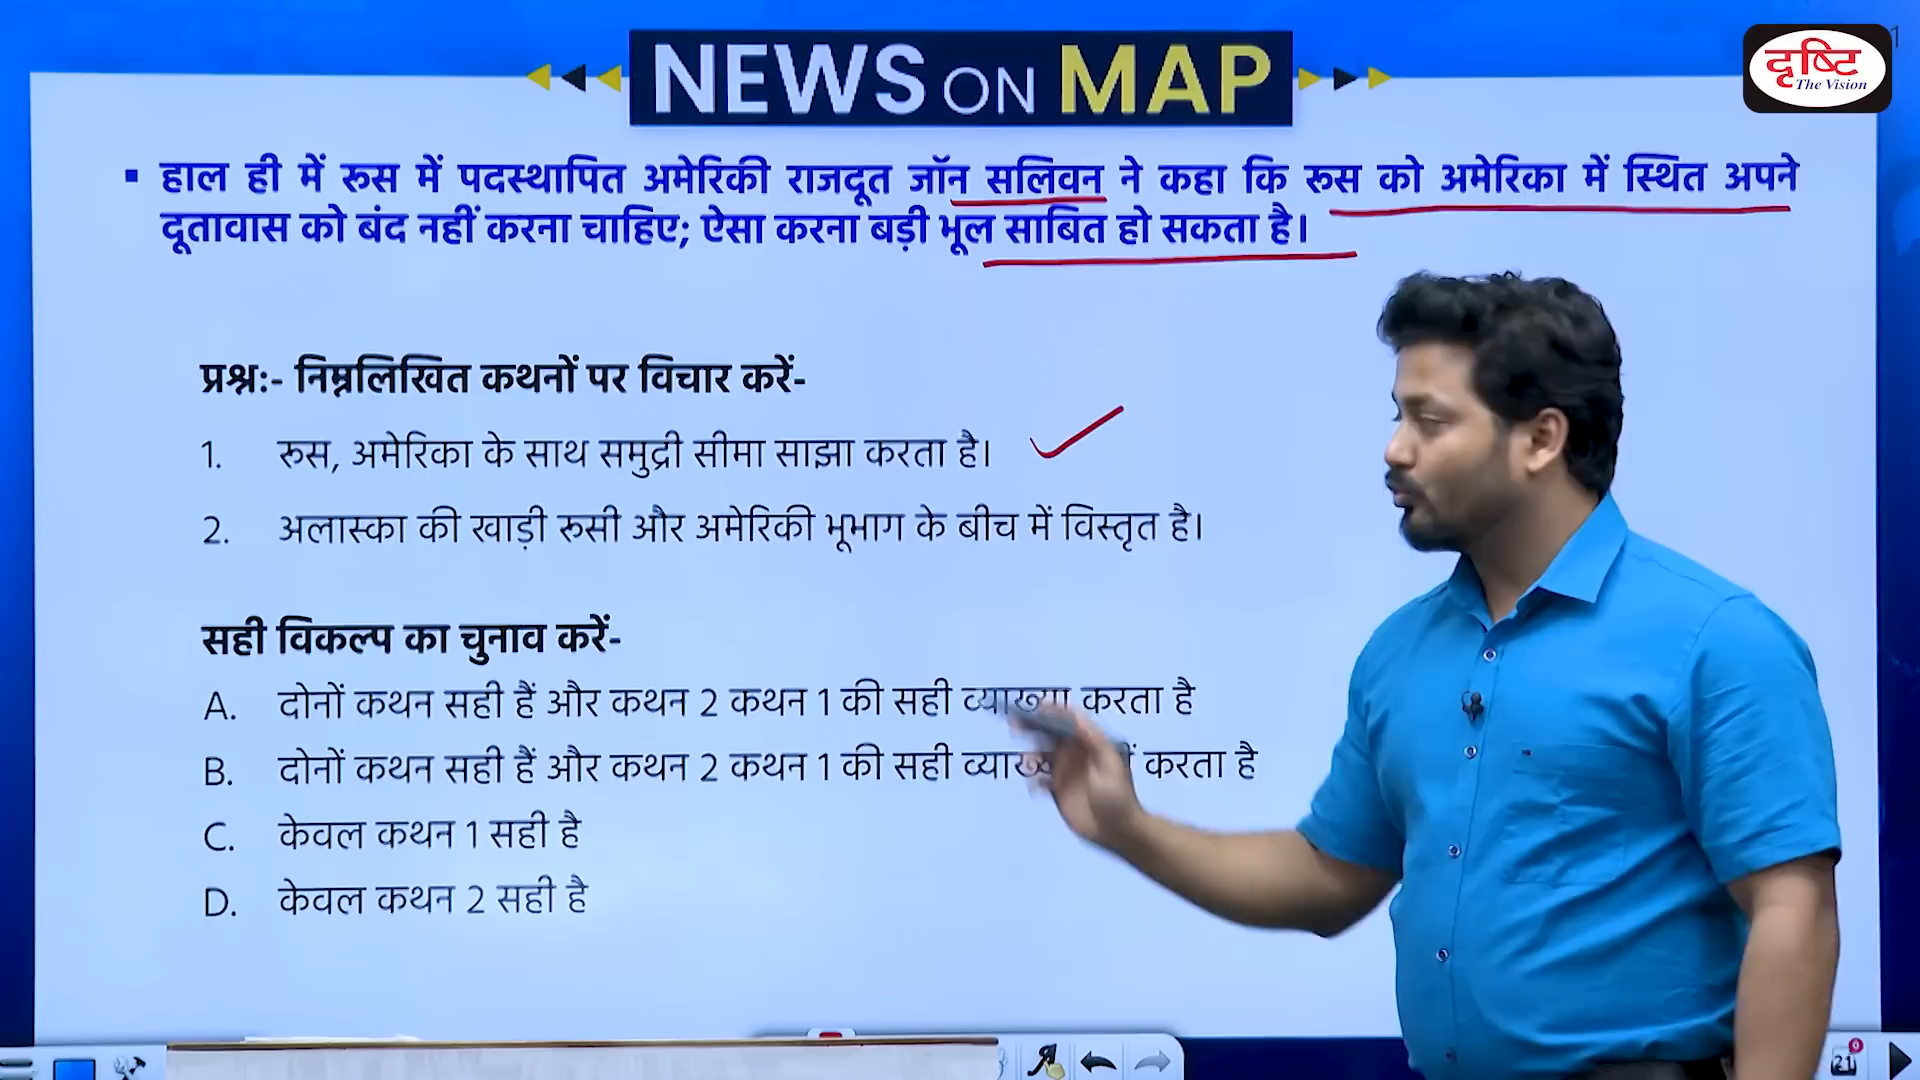 NEWS ON MAP
दृष्टि
The Vision
▪ हाल ही में रूस में पदस्थापित अमेरिकी राजदूत जॉन सलिवन ने कहा कि रूस को अमेरिका में स्थित अपने
दूतावास को बंद नहीं करना चाहिए; ऐसा करना बड़ी भूल साबित हो सकता है।
प्रश्न:- निम्नलिखित कथनों पर विचार करें-
1. रूस, अमेरिका के साथ समुद्री सीमा साझा करता है।
2. अलास्का की खाड़ी रूसी और अमेरिकी भूभाग के बीच में विस्तृत है।
सही विकल्प का चुनाव करें-
A. दोनों कथन सही हैं और कथन 2 कथन 1 की सही व्याख्या करता है
B. दोनों कथन सही हैं और कथन 2 कथन 1 की सही करता है
C. केवल कथन 1 सही है
D. केवल कथन 2 सही है
21